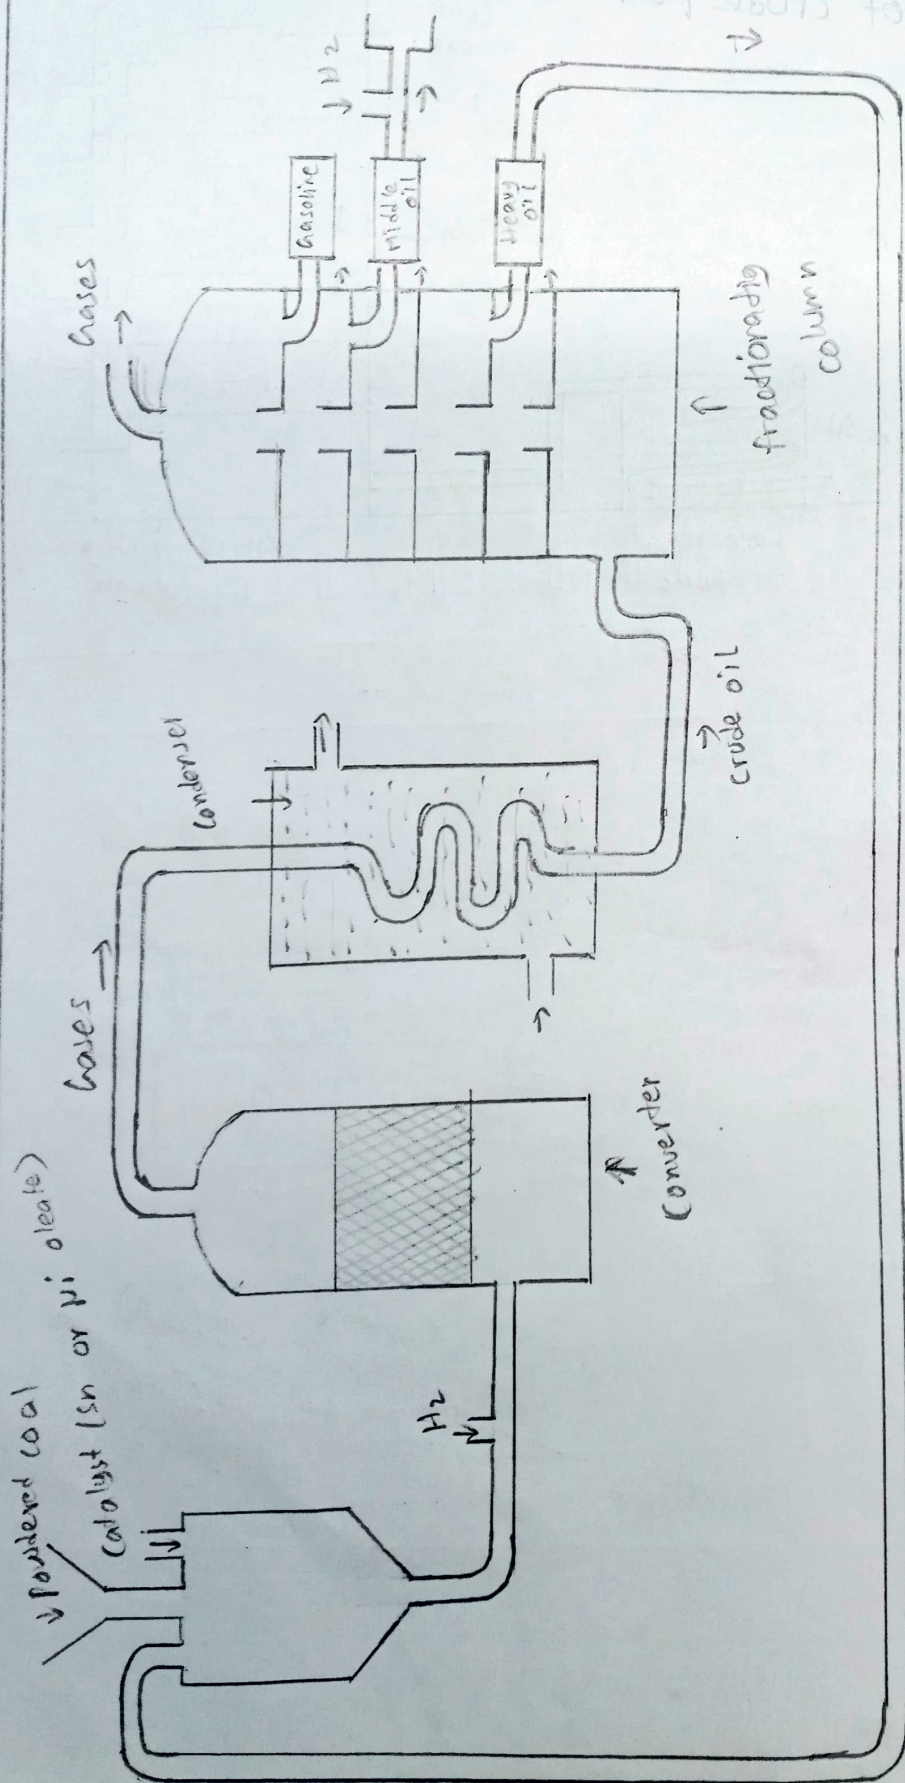 Powdered coal
Catalyst (Sn or Ni oleate)
H2
Converter
Gases
Condenser
crude oil
Gases
Gasoline
Middle
oil
Heavy
oil
H2
fractionatig
column